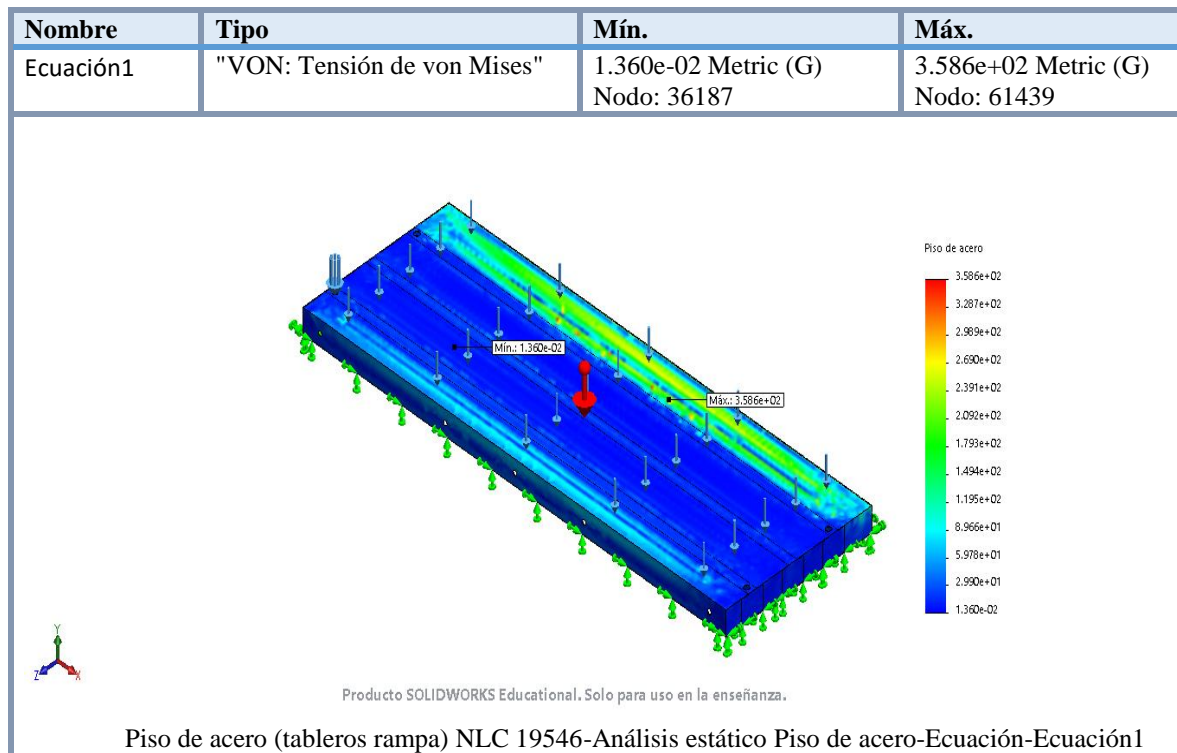 Nombre Tipo Mín. Máx.
Ecuación1 "VON: Tensión de von Mises" 1.360e-02 Metric (G) 3.586e+02 Metric (G)
Nodo: 36187 Nodo: 61439
Piso de acero
3.586e+02
3.287e+02
2.989e+02
2.690e+02
2.391e+02
2.092e+02
1.793e+02
1.494e+02
1.195e+02
8.966e+01
5.978e+01
2.990e+01
1.360e-02
Mín.: 1.360e-02
Máx.: 3.586e+02
Y
Z X
Producto SOLIDWORKS Educational. Solo para uso en la enseñanza.
Piso de acero (tableros rampa) NLC 19546-Análisis estático Piso de acero-Ecuación-Ecuación1